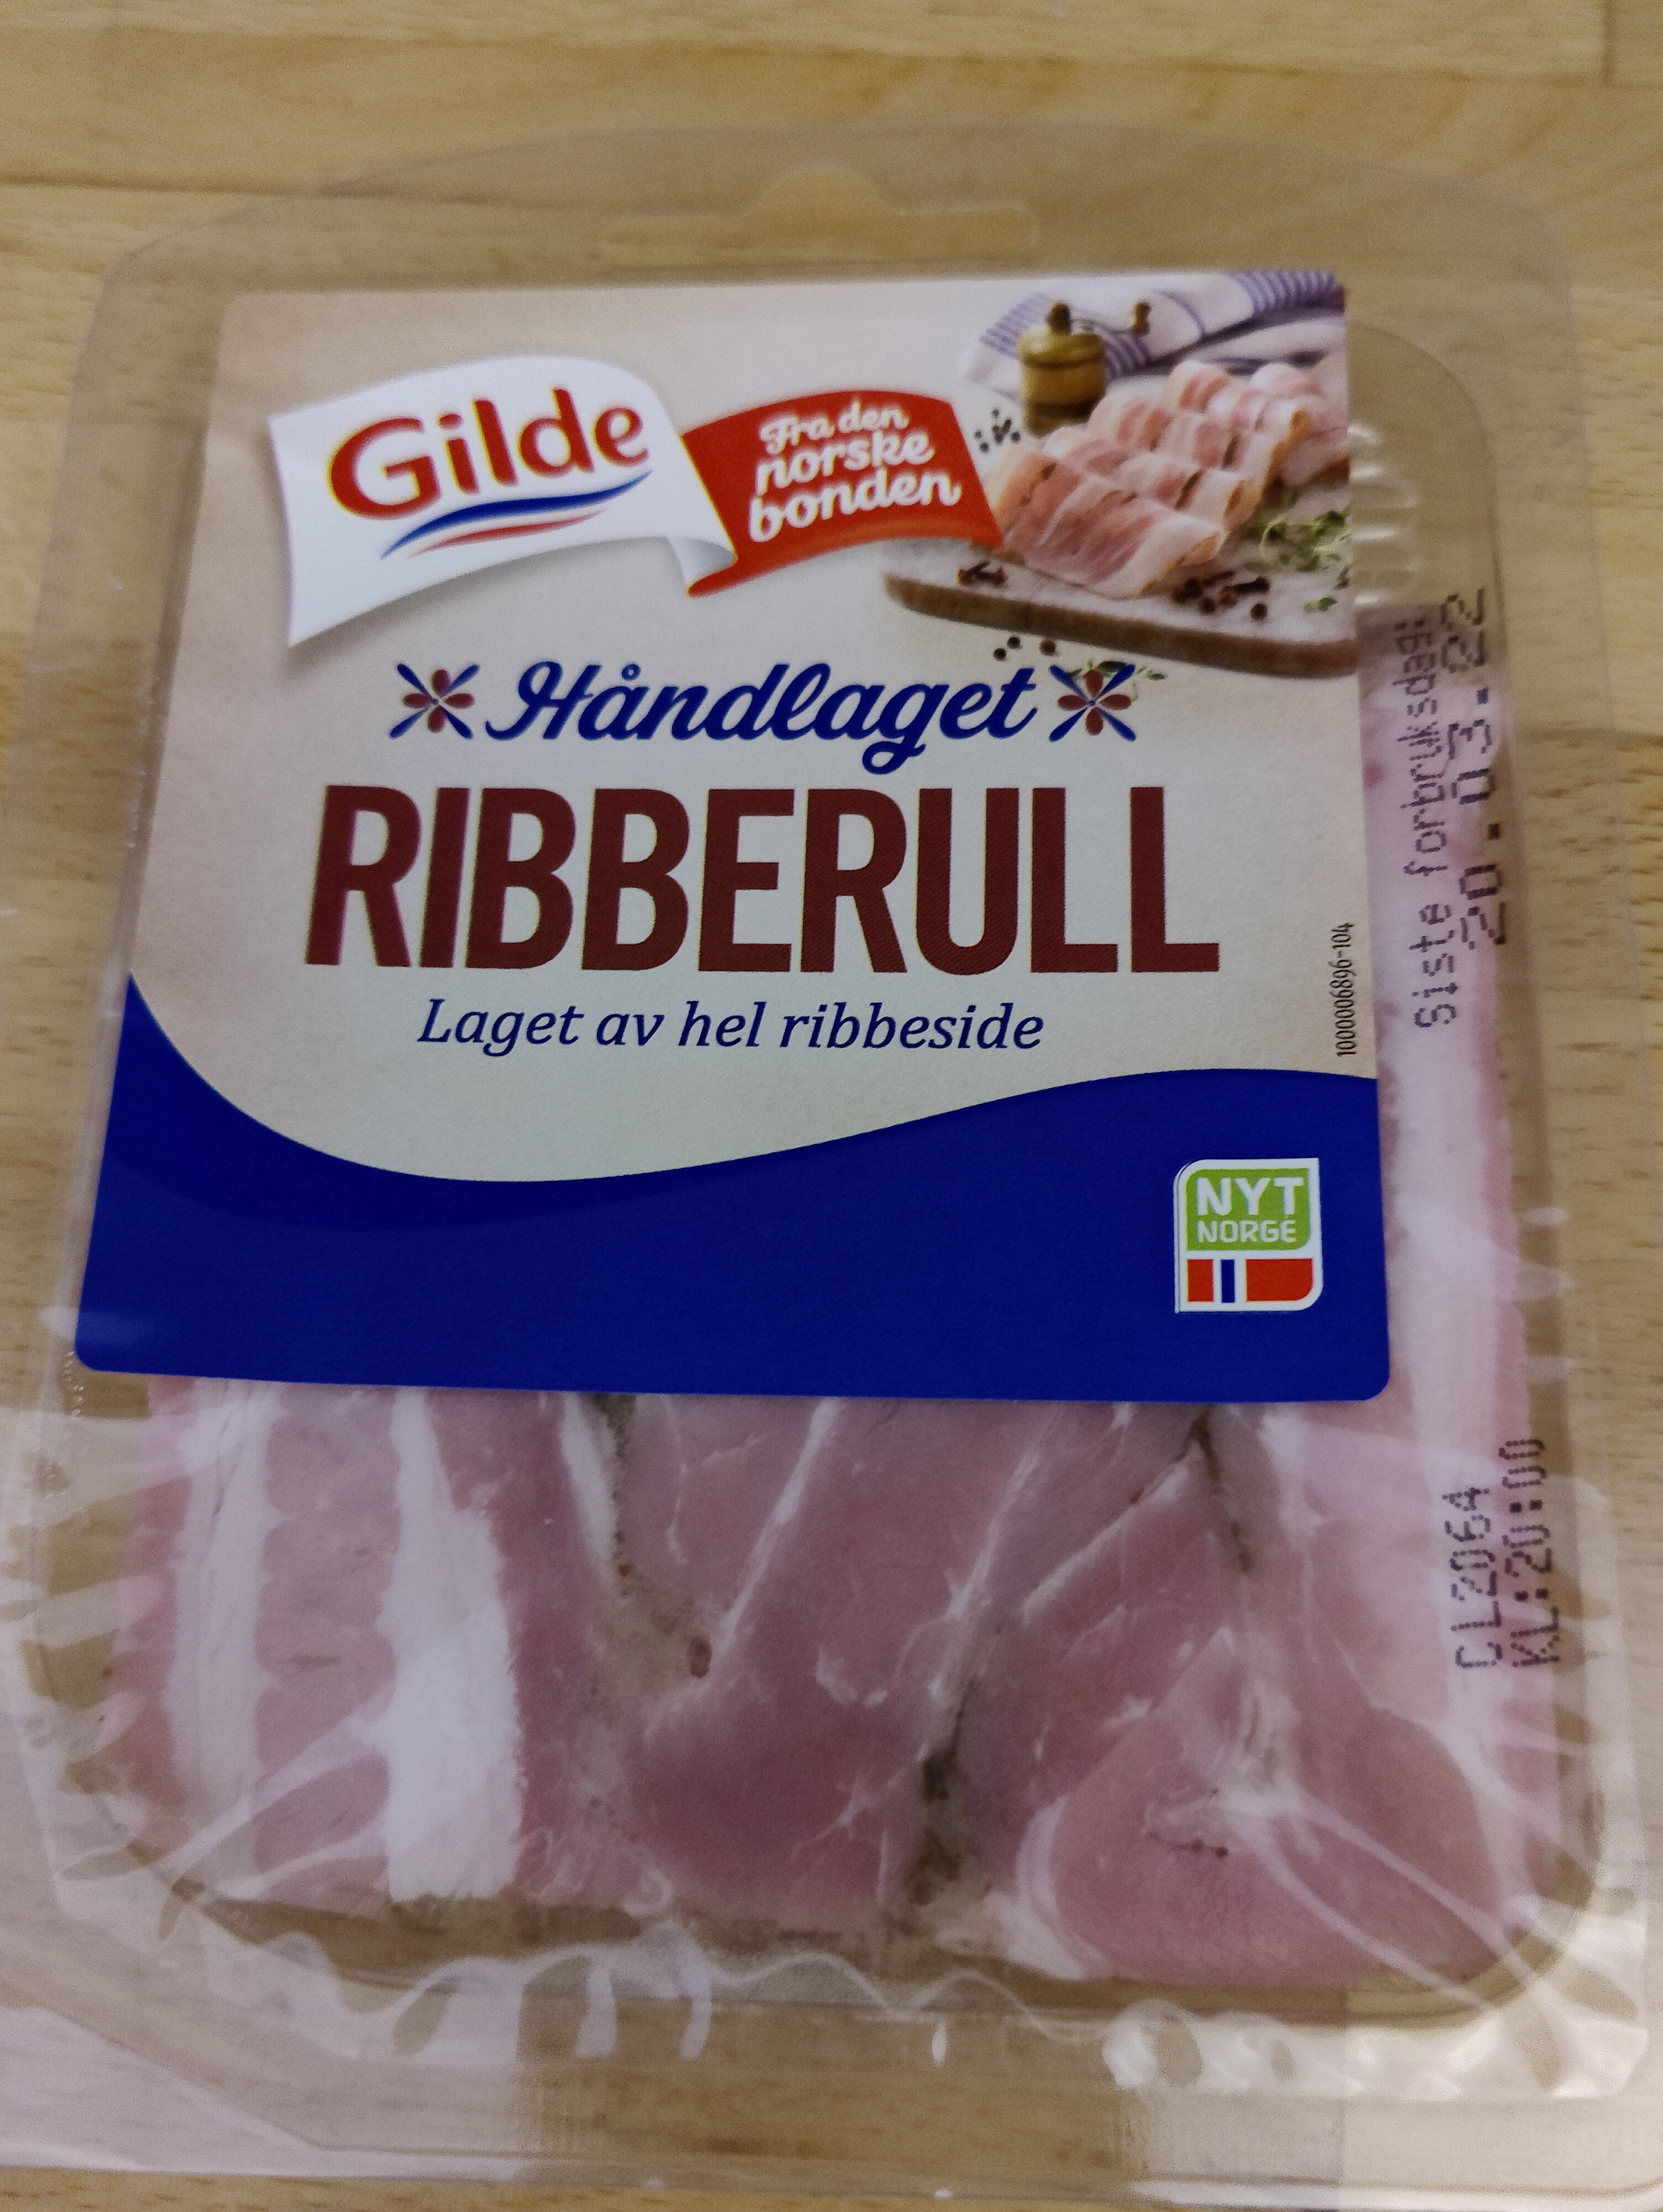 Gilde
Fra den
norske
bonden
Håndlaget
RIBBERULL
Laget av hel ribbeside
100006896-104
NYT
NORGE
Siste forbruksdag:
20.03.22
CL2064
KL:20:00